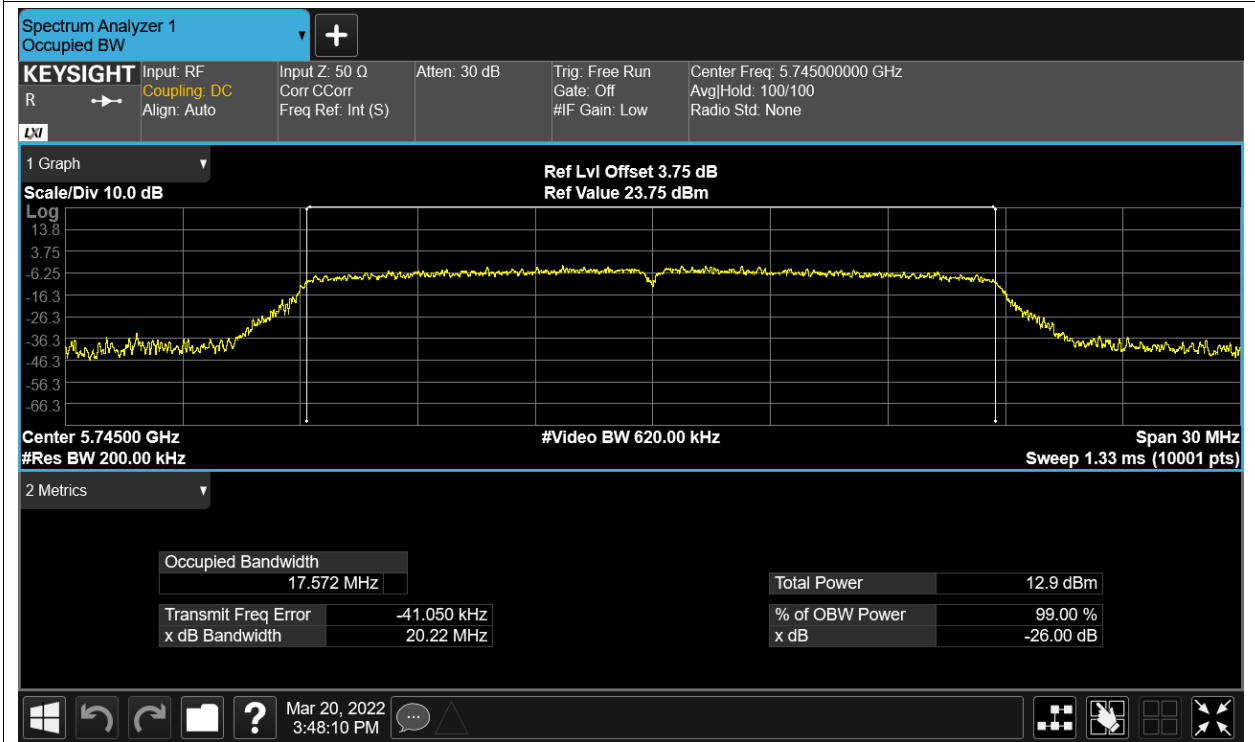 Spectrum Analyzer 1
Occupied BW
KEYSIGHT
R
LXI
Input: RF
Coupling: DC
Align: Auto
Input Z: 50 Ω
Corr CCorr
Freq Ref: Int (S)
Atten: 30 dB
Trig: Free Run
Gate: Off
#IF Gain: Low
Center Freq: 5.745000000 GHz
Avg|Hold: 100/100
Radio Std: None
1 Graph
Scale/Div 10.0 dB
Ref Lvl Offset 3.75 dB
Ref Value 23.75 dBm
Log
13.8
3.75
-6.25
-16.3
-26.3
-36.3
-46.3
-56.3
-66.3
Center 5.74500 GHz
#Res BW 200.00 kHz
#Video BW 620.00 kHz
Span 30 MHz
Sweep 1.33 ms (10001 pts)
2 Metrics
Occupied Bandwidth
17.572 MHz
Transmit Freq Error -41.050 kHz
x dB Bandwidth 20.22 MHz
Total Power 12.9 dBm
% of OBW Power 99.00 %
x dB -26.00 dB
?
Mar 20, 2022
3:48:10 PM